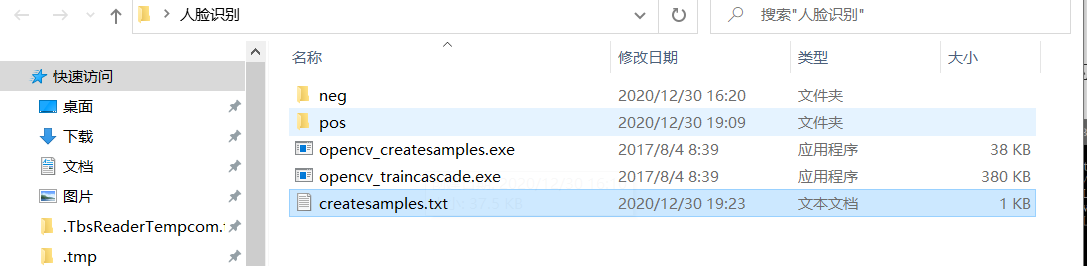 人脸识别
搜索"人脸识别"
名称 修改日期 类型 大小
快速访问
桌面
下载
文档
图片
.TbsReaderTempcom.
.tmp
neg 2020/12/30 16:20 文件夹
pos 2020/12/30 19:09 文件夹
opencv_createsamples.exe 2017/8/4 8:39 应用程序 38 KB
opencv_traincascade.exe 2017/8/4 8:39 应用程序 380 KB
createsamples.txt 2020/12/30 19:23 文本文档 1 KB